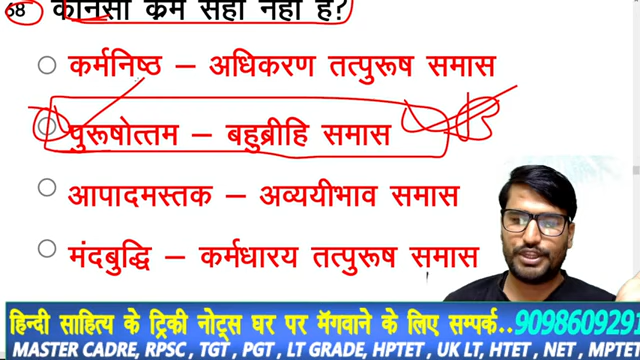 68 कौनसा क्रम सही नहीं है?
कर्मनिष्ठ – अधिकरण तत्पुरूष समास
पुरूषोत्तम – बहुब्रीहि समास
आपादमस्तक – अव्ययीभाव समास
मंदबुद्धि – कर्मधारय तत्पुरूष समास
हिन्दी साहित्य के ट्रिकी नोट्स घर पर मॅंगवाने के लिए सम्पर्क..
MASTER CADRE, RPSC , TGT , PGT , LT GRADE, HPTET , UK LT, HTET , NET ,